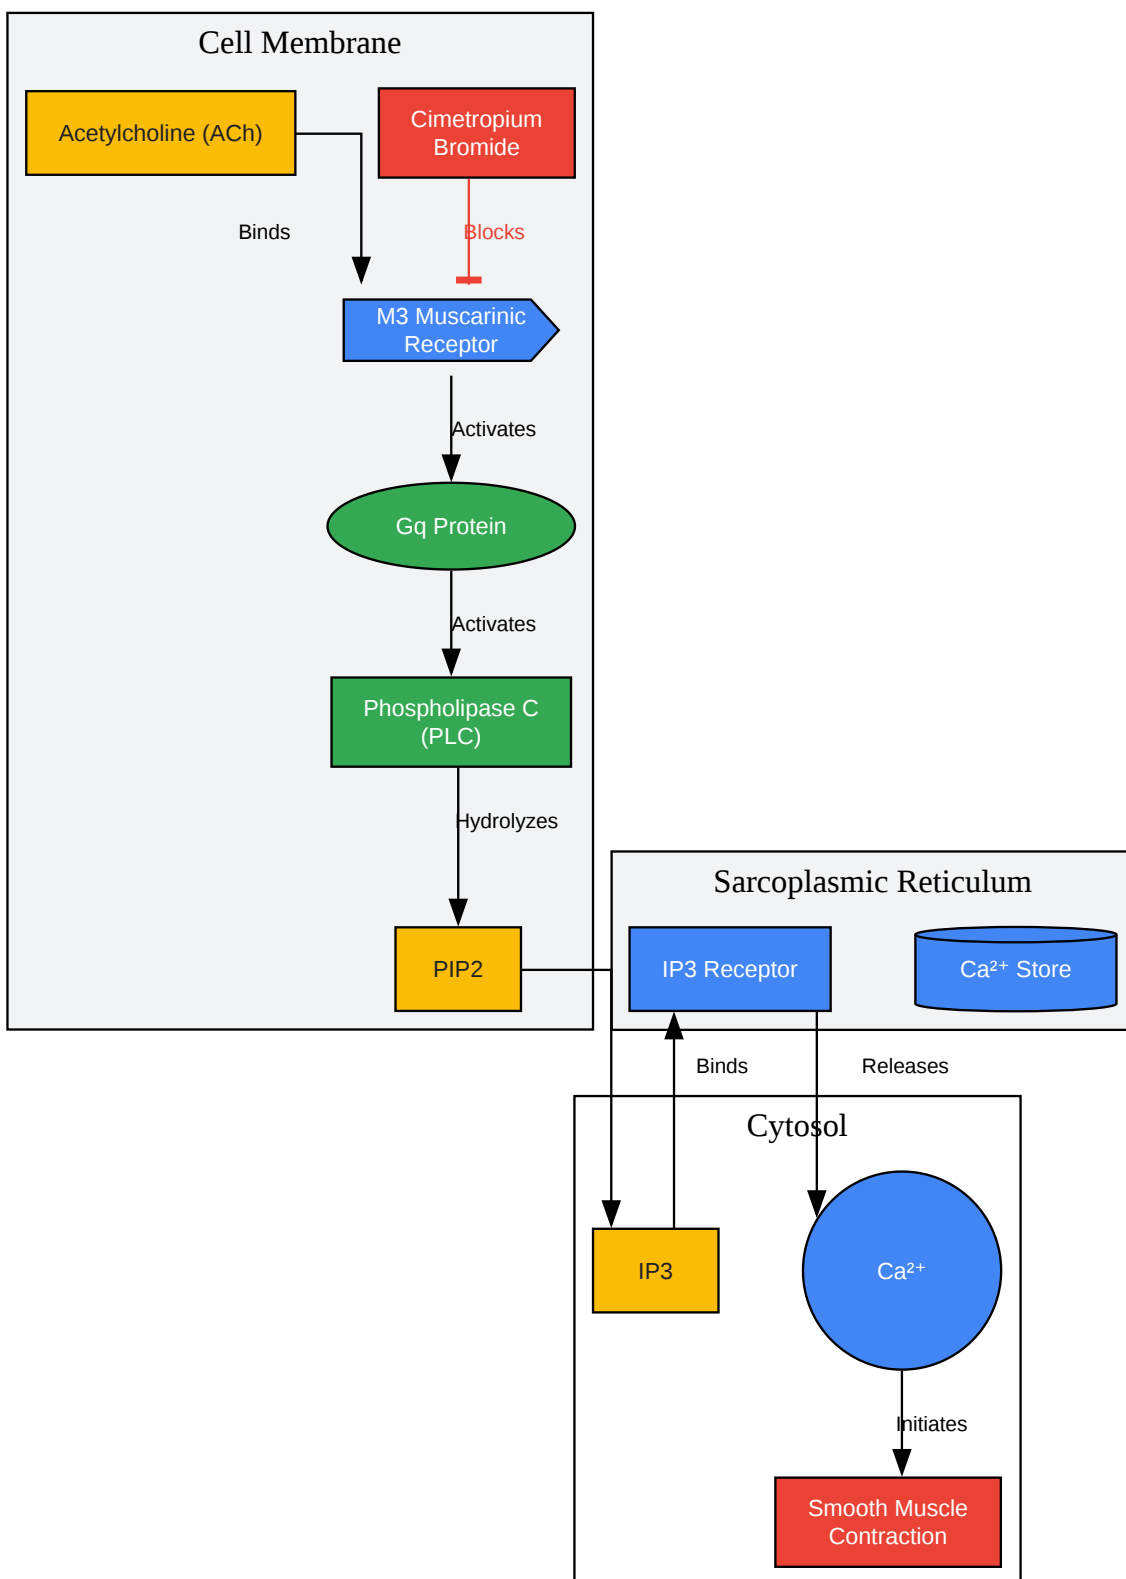 Cell Membrane
Acetylcholine (ACh)
Cimetropium
Bromide
Binds
Blocks
M3 Muscarinic
Receptor
Activates
Gq Protein
Activates
Phospholipase C
(PLC)
Hydrolyzes
PIP2
Sarcoplasmic Reticulum
IP3 Receptor
Ca²⁺ Store
Binds
Releases
Cytosol
IP3
Ca²⁺
Initiates
Smooth Muscle
Contraction